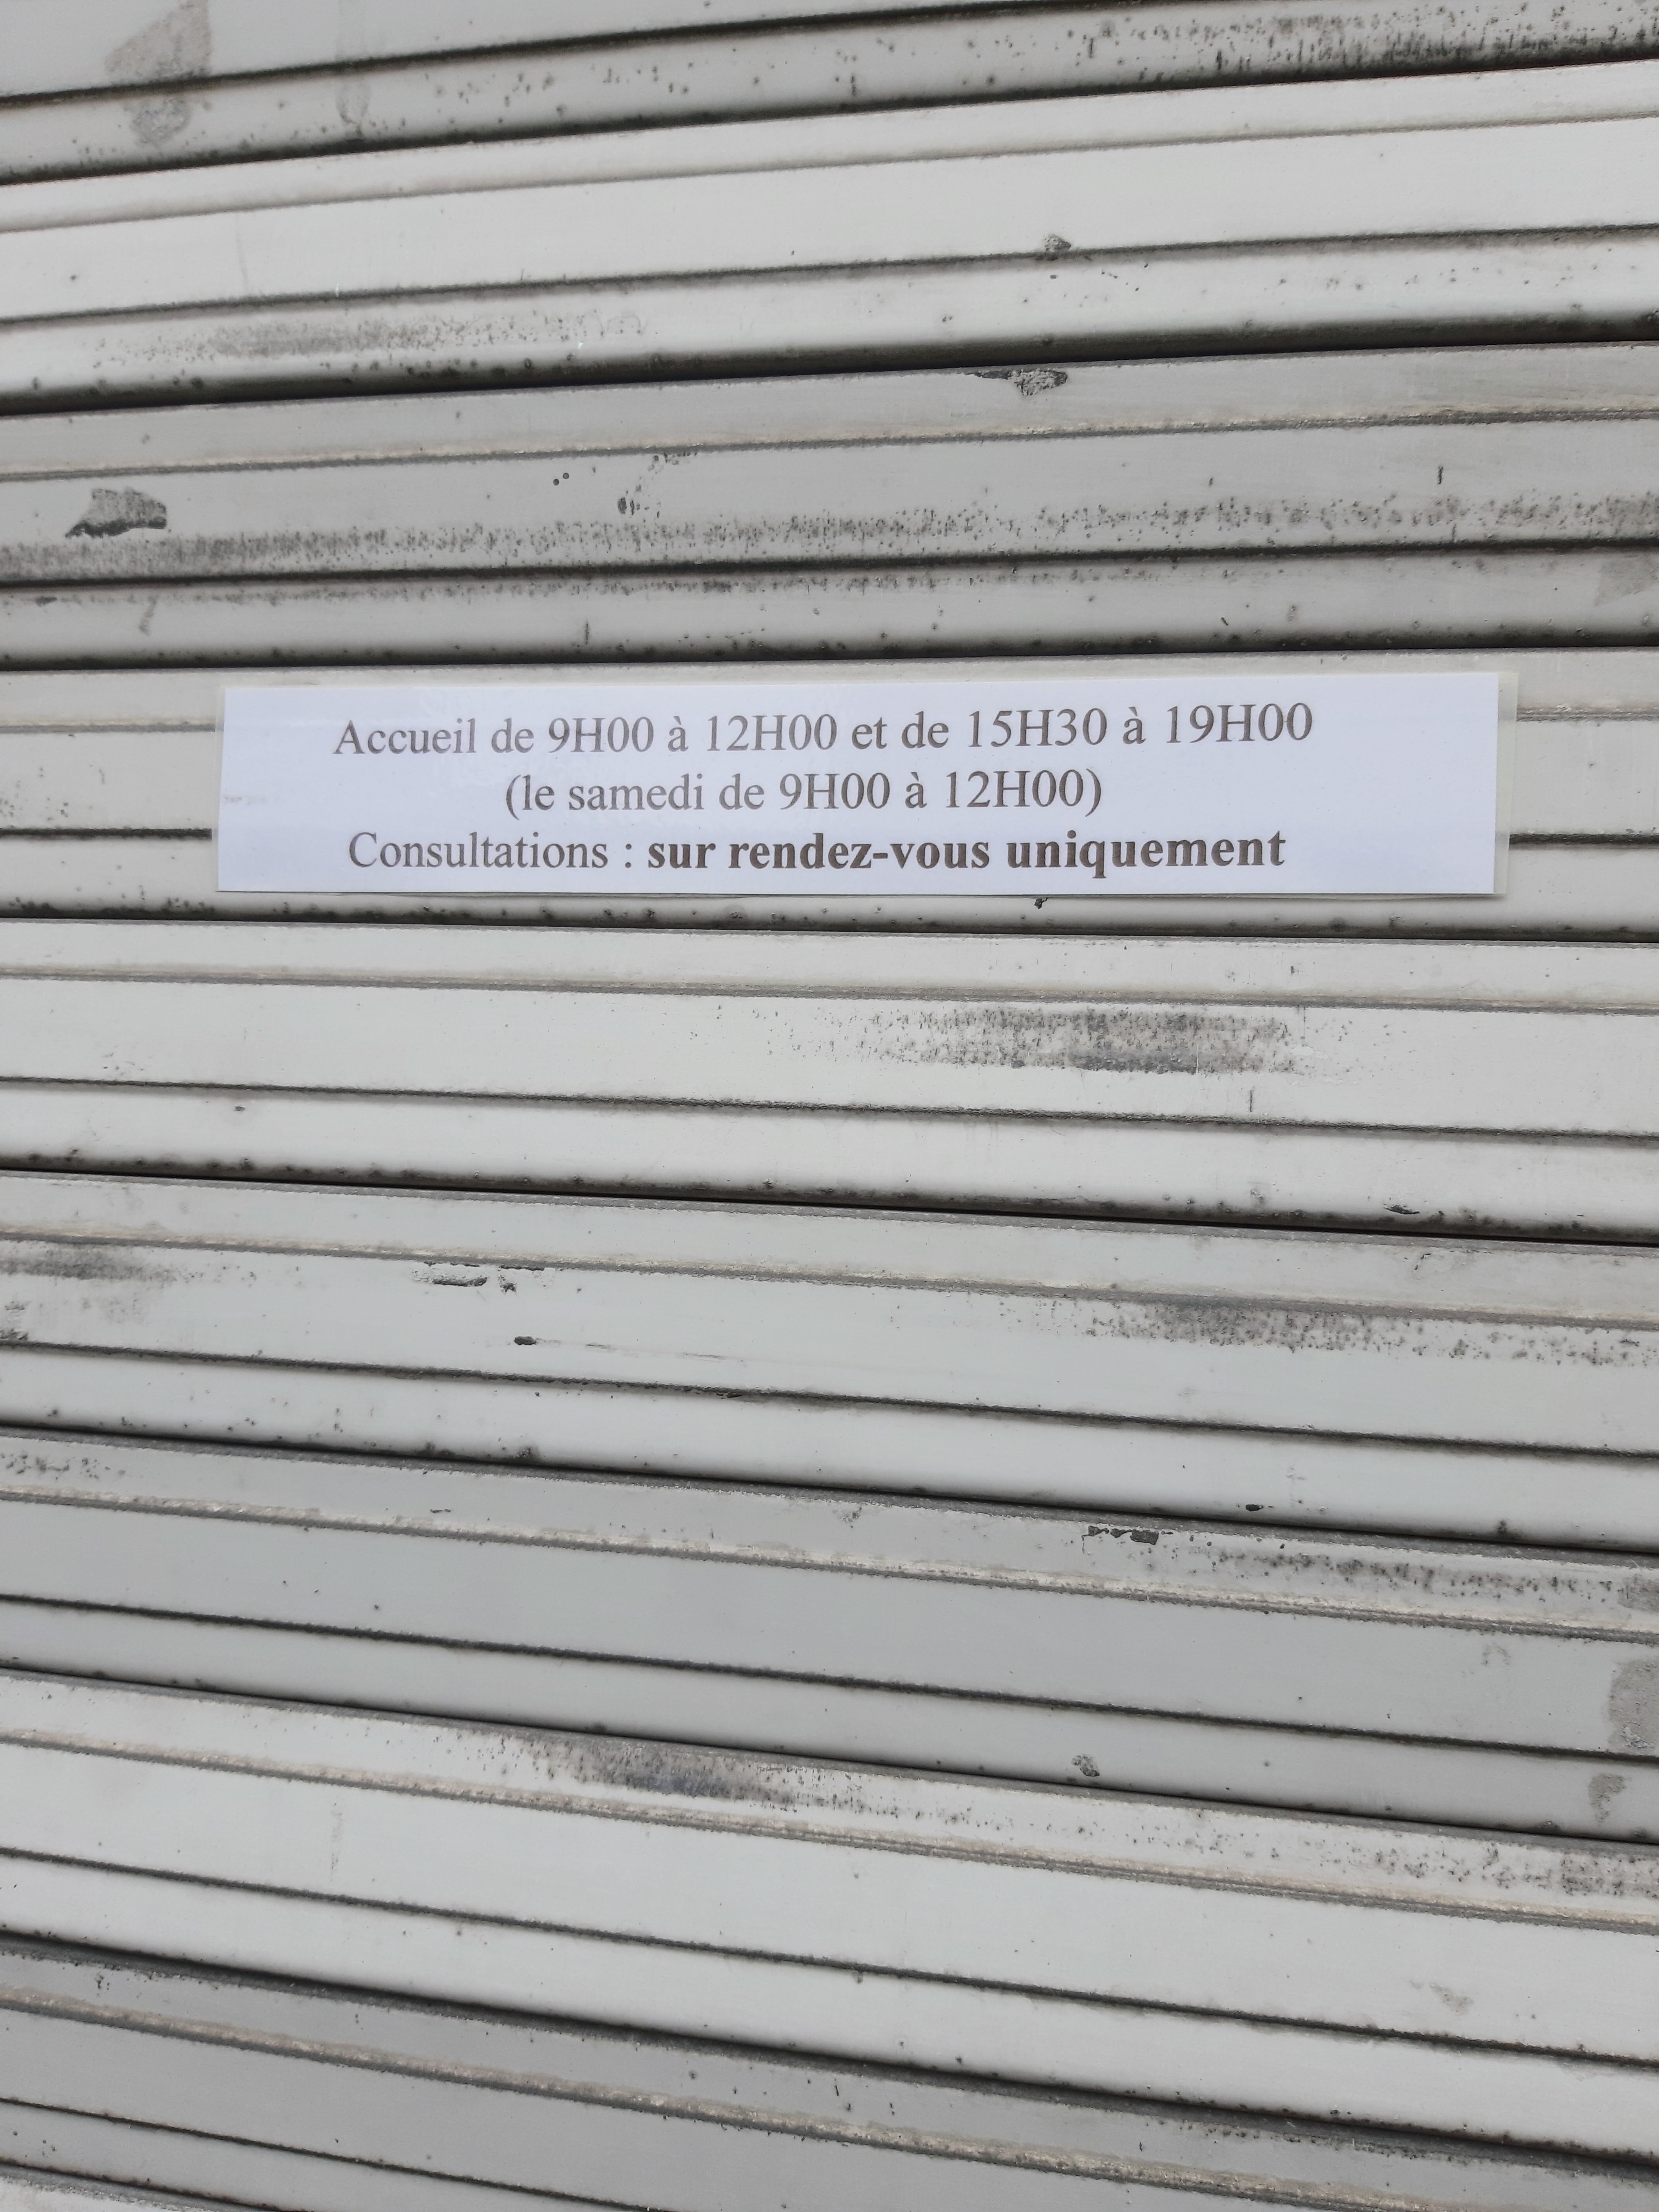 Accueil de 9H00 à 12H00 et de 15H30 à 19H00
(le samedi de 9H00 à 12H00)
Consultations : sur rendez-vous uniquement